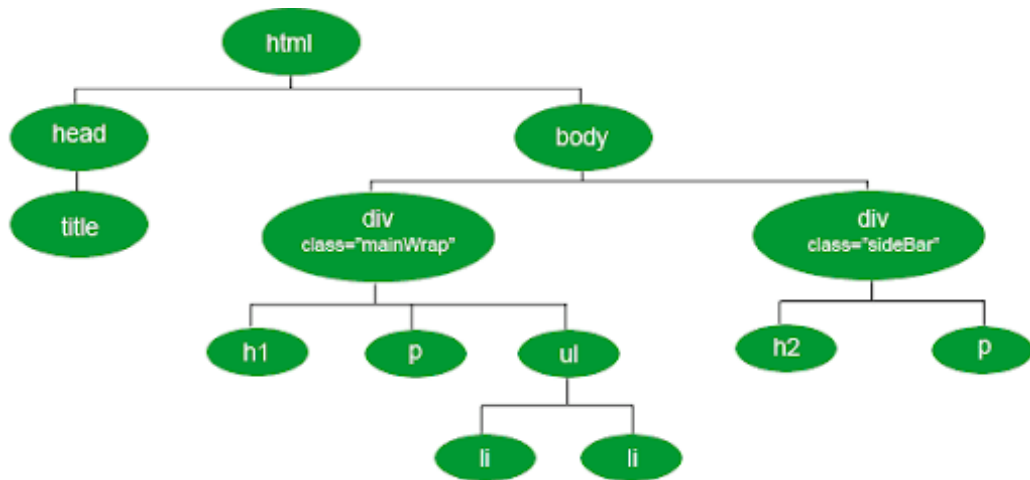 html
head
body
title
div
class="mainWrap"
div
class="sideBar"
h1
p
ul
h2
p
li
li